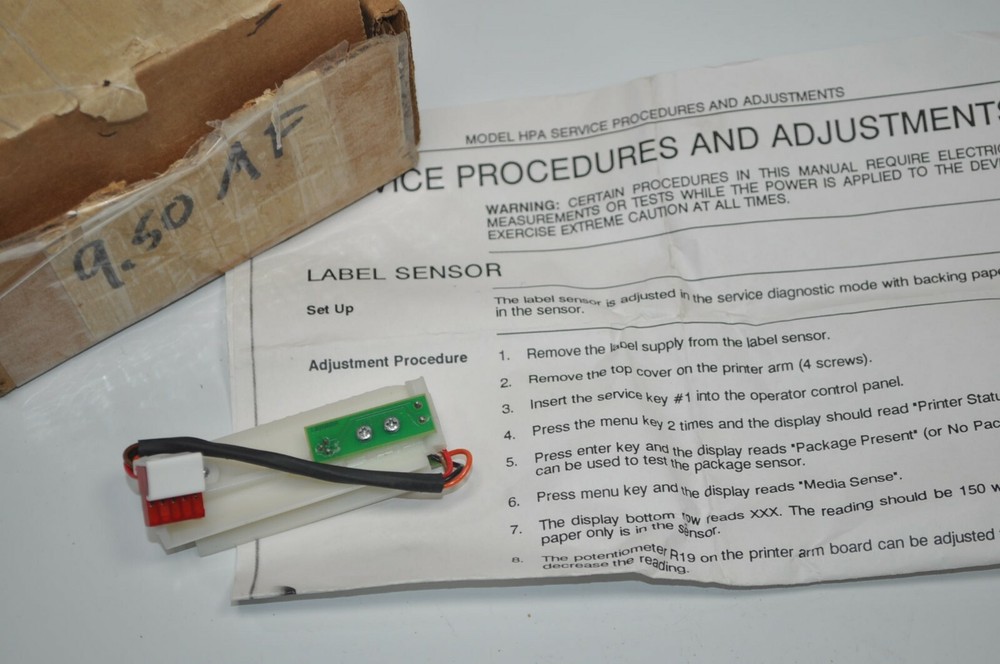 9.50 M F
MODEL HPA SERVICE PROCEDURES AND ADJUSTMENTS
VICE PROCEDURES AND ADJUSTMENTS
WARNING: CERTAIN PROCEDURES IN THIS MANUAL REQUIRE ELECTRI
MEASUREMENTS OR TESTS WHILE THE POWER IS APPLIED TO THE DEV
EXERCISE EXTREME CAUTION AT ALL TIMES.
LABEL SENSOR
Set Up
The label sensor is adjusted in the service diagnostic mode with backing pape
in the sensor.
Adjustment Procedure
1. Remove the label supply from the label sensor.
2. Remove the top cover on the printer arm (4 screws).
3. Insert the service key #1 into the operator control panel.
4. Press the menu key 2 times and the display should read "Printer Statu
5. Press enter key and the display reads "Package Present" (or No Pac
can be used to test the package sensor.
6. Press menu key and the display reads "Media Sense".
7. The display bottom row reads XXX. The reading should be 150 w
paper only is in the sensor.
8. The potentiometer R19 on the printer arm board can be adjusted
decrease the reading.